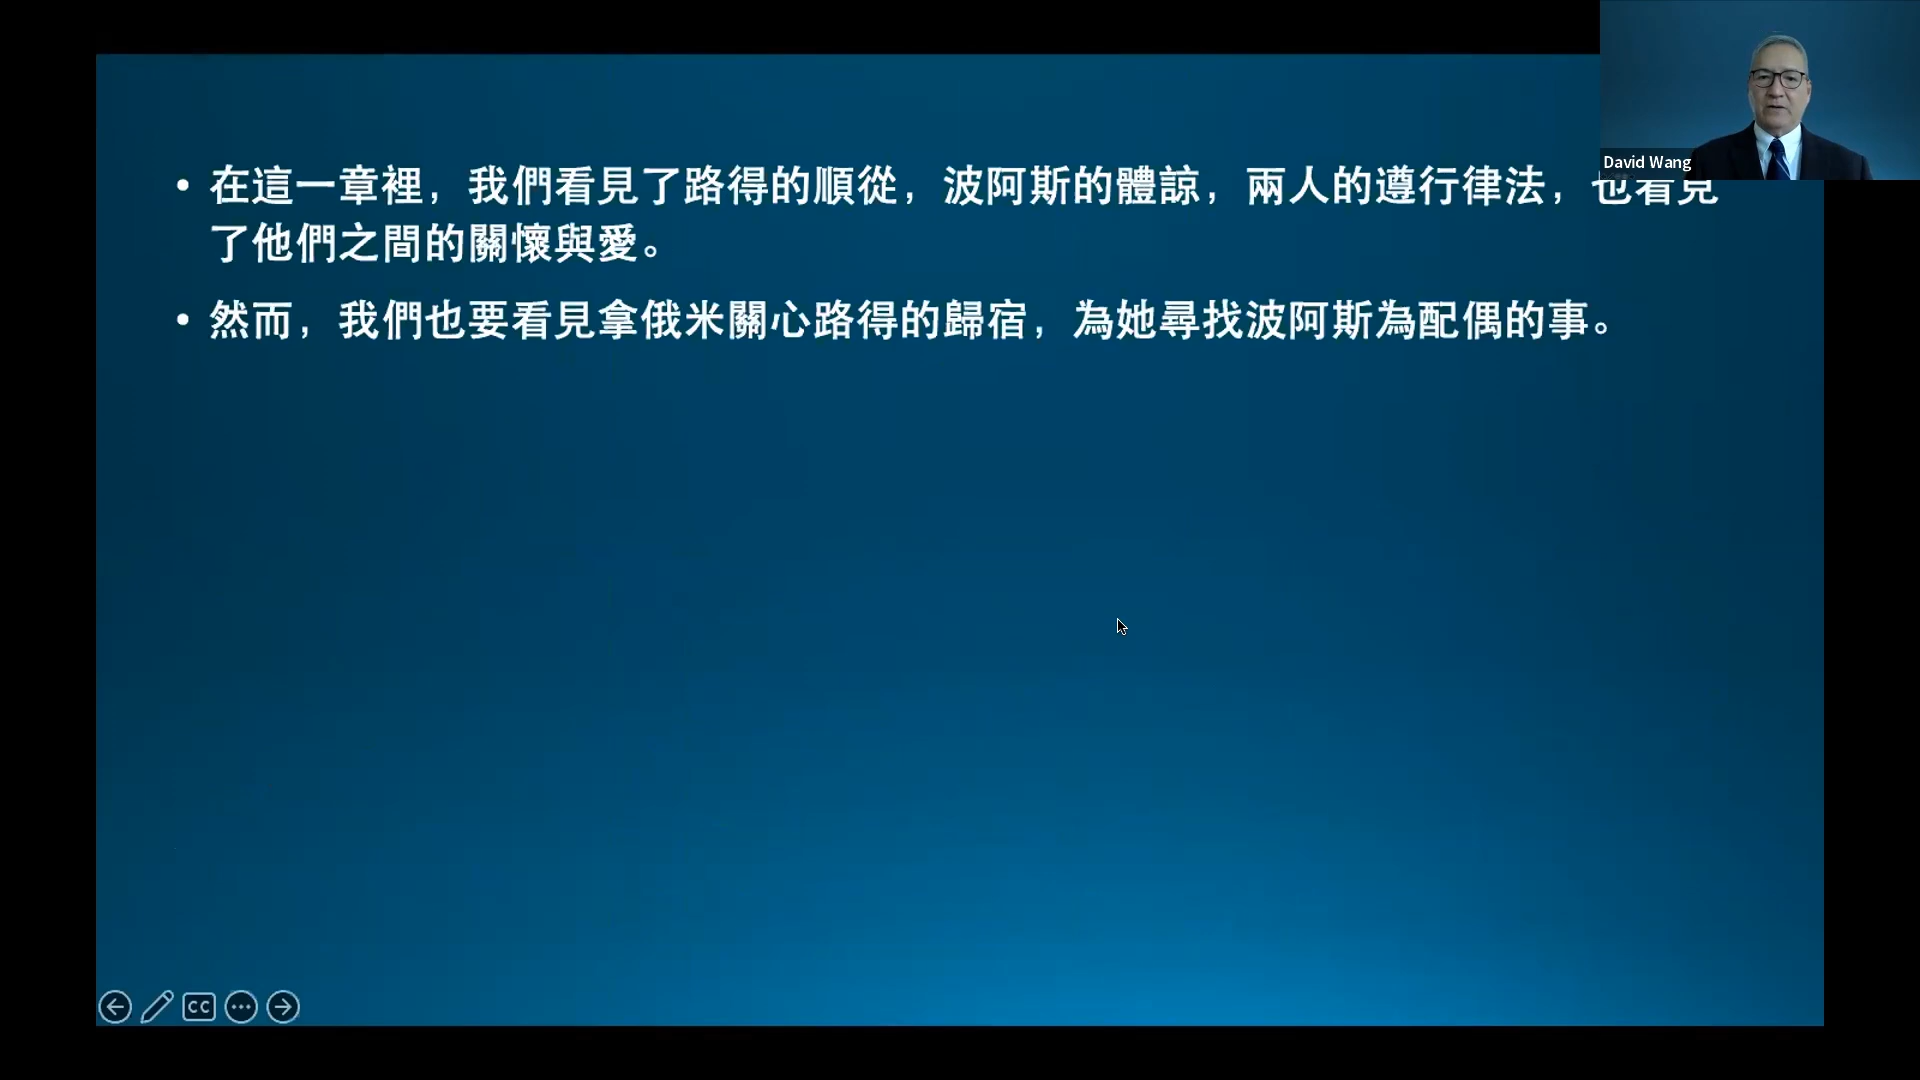 David Wang
• 在這一章裡，我們看見了路得的順從，波阿斯的體諒，兩人的遵行律法，也看見
了他們之間的關懷與愛。
• 然而，我們也要看見拿俄米關心路得的歸宿，為她尋找波阿斯為配偶的事。
CC